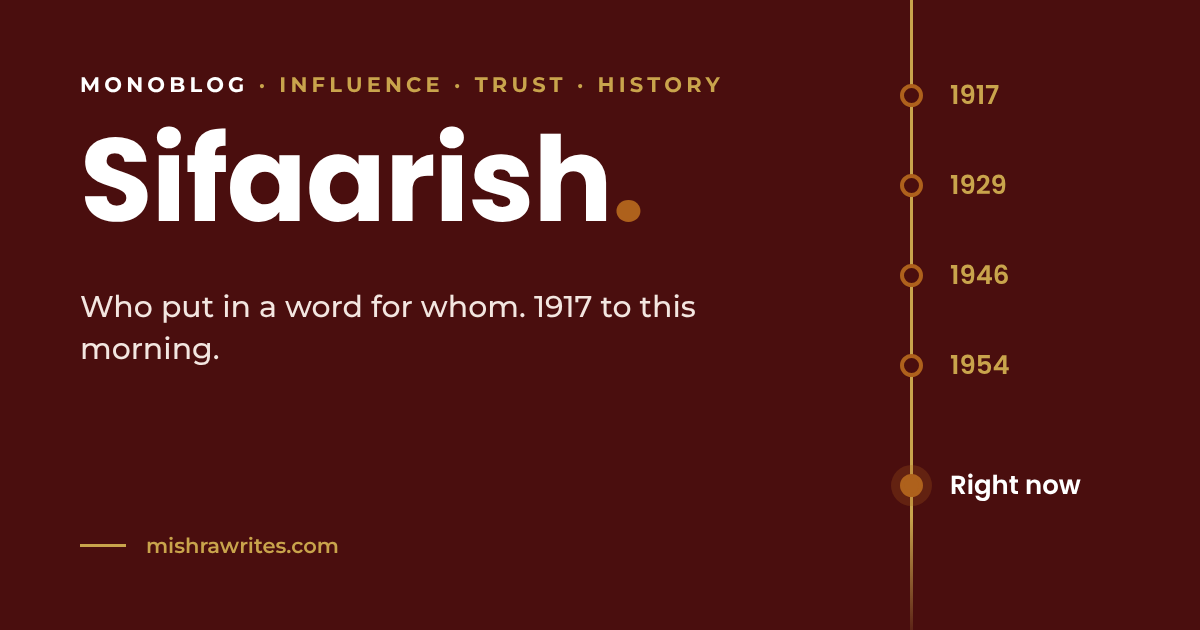 MONOBLOG · INFLUENCE · TRUST · HISTORY
Sifaarish.
Who put in a word for whom. 1917 to this
morning.
mishrawrites.com
1917
1929
1946
1954
Right now